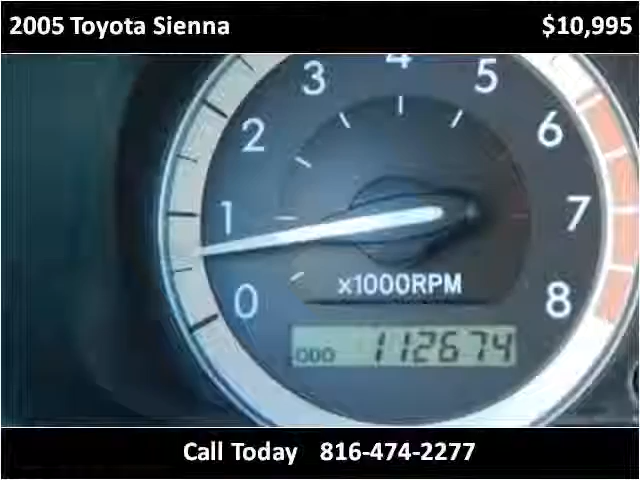 2005 Toyota Sienna $10,995
3 4 5
2 6
1 7
x1000RPM
0 8
ODO 112674
Call Today 816-474-2277